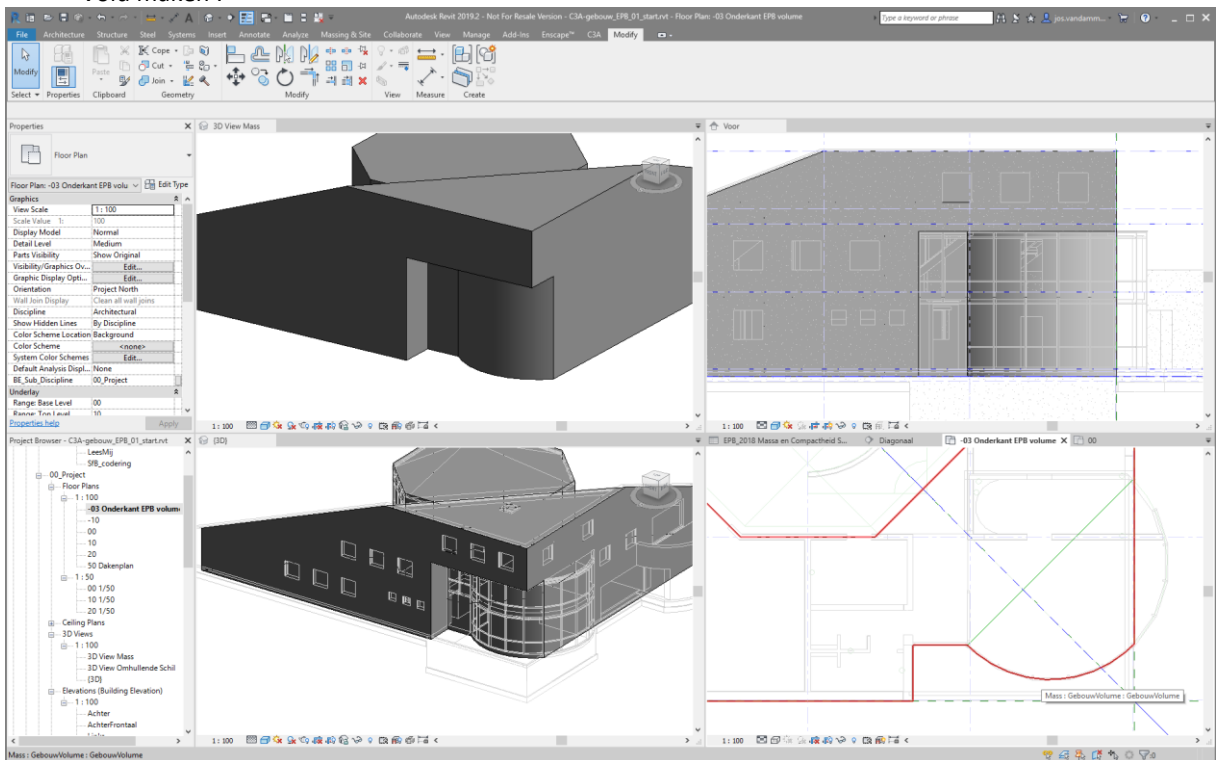 Void maken :
Autodesk Revit 2019.2 - Not For Resale Version - C3A-gebouw_EPB_01_start.rvt - Floor Plan: -03 Onderkant EPB volume
Type a keyword or phrase
jos.vandamm...
File Architecture Structure Steel Systems Insert Annotate Analyze Massing & Site Collaborate View Manage Add-Ins Enscape™ C3A Modify
Modify Paste Cope Cut Join
Select Properties Clipboard Geometry Modify View Measure Create
Properties
Floor Plan
Floor Plan: -03 Onderkant EPB volu Edit Type
Graphics
View Scale 1 : 100
Scale Value 1: 100
Display Model Normal
Detail Level Medium
Parts Visibility Show Original
Visibility/Graphics Ov... Edit...
Graphic Display Opti... Edit...
Orientation Project North
Wall Join Display Clean all wall joins
Discipline Architectural
Show Hidden Lines By Discipline
Color Scheme Location Background
Color Scheme <none>
System Color Schemes Edit...
Default Analysis Displ... None
BE_Sub_Discipline 00_Project
Underlay
Range: Base Level 00
Range: Top Level 10
Properties help Apply
Project Browser - C3A-gebouw_EPB_01_start.rvt
LeesMij
SfB_codering
00_Project
Floor Plans
1 : 100
-03 Onderkant EPB volum
-10
00
10
20
50 Dakenplan
1 : 50
00 1/50
10 1/50
20 1/50
Ceiling Plans
3D Views
1 : 100
3D View Mass
3D View Omhullende Schil
{3D}
Elevations (Building Elevation)
1 : 100
Achter
AchterFrontaal
3D View Mass
1 : 100
Voor
1 : 100
{3D}
1 : 100
EPB_2018 Massa en Compactheid S... Diagonaal -03 Onderkant EPB volume 00
Mass : GebouwVolume : GebouwVolume
1 : 100
Mass : GebouwVolume : GebouwVolume